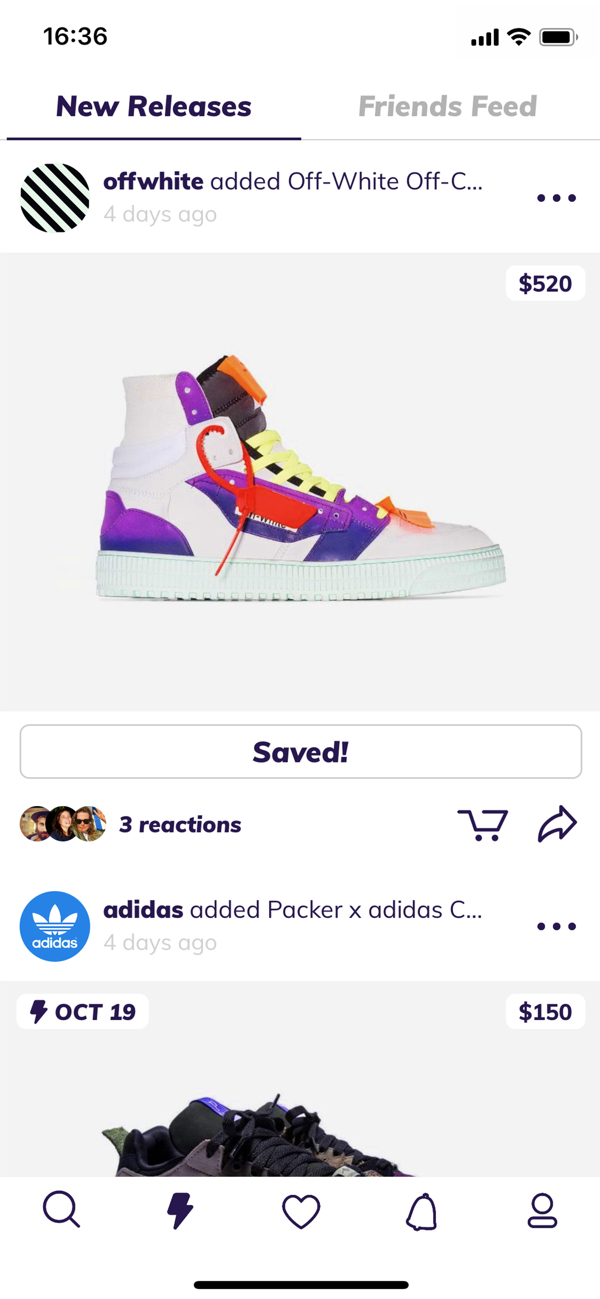 16:36
New Releases
Friends Feed
offwhite added Off-White Off-C...
4 days ago
$520
Saved!
3 reactions
adidas added Packer x adidas C...
adidas
4 days ago
OCT 19
$150